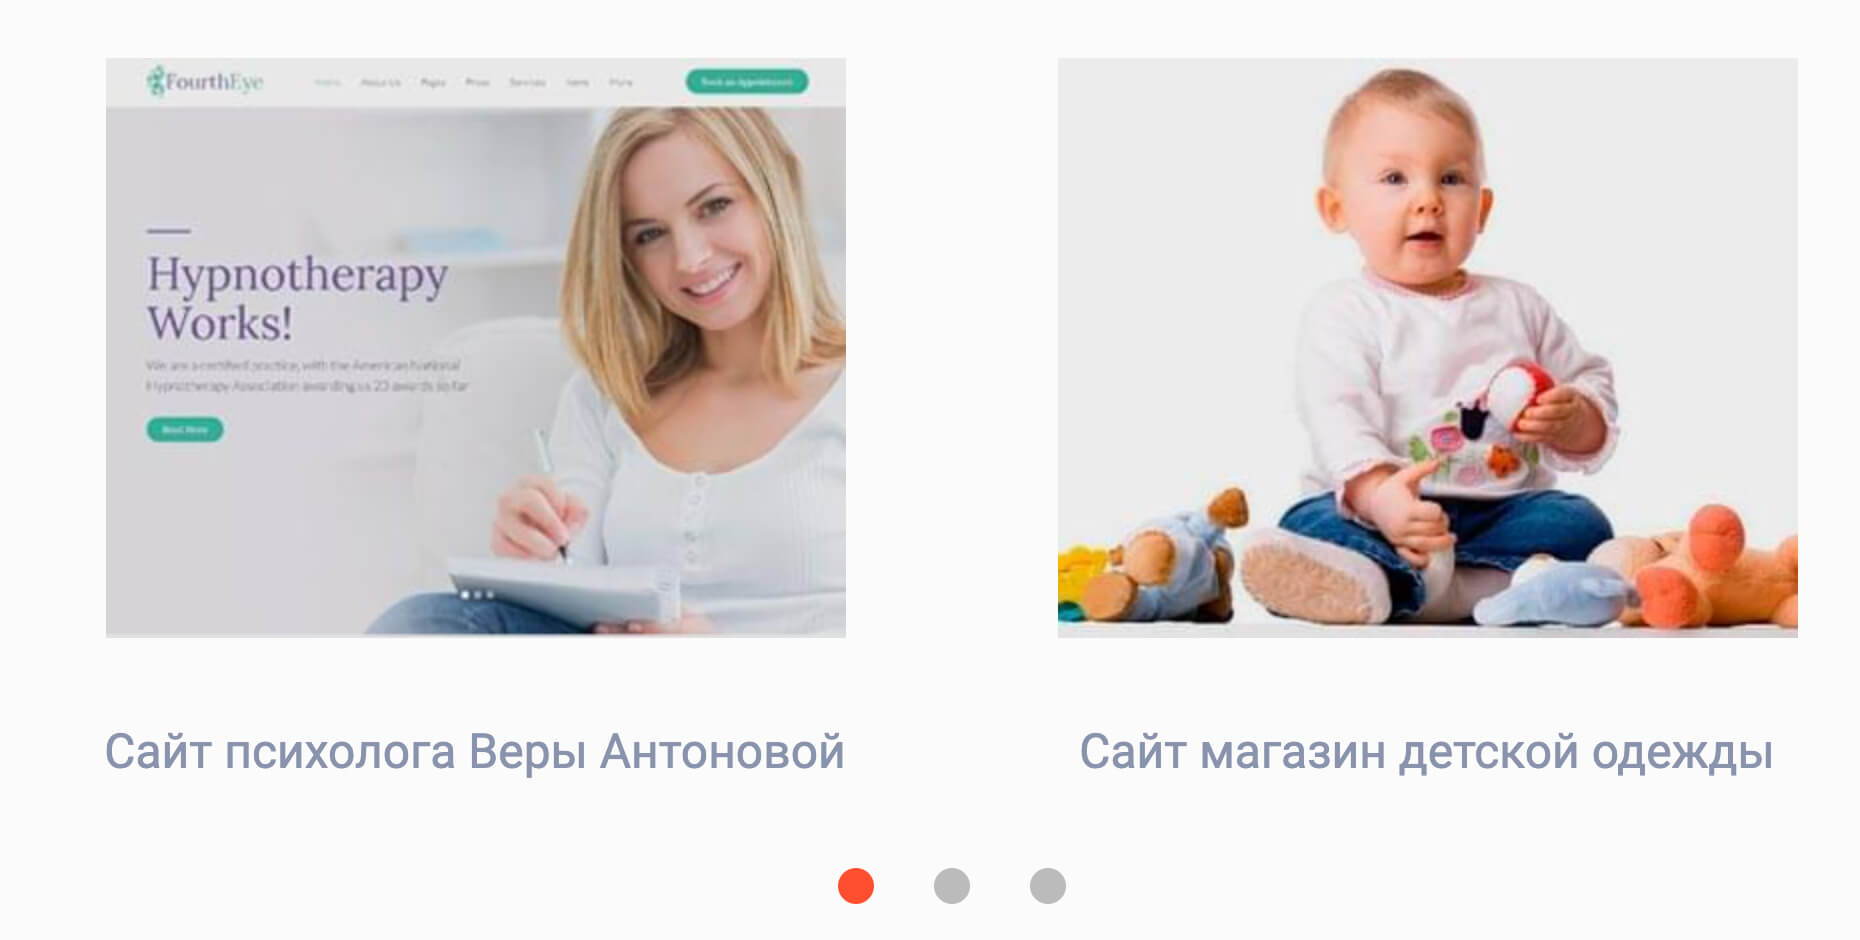 FourthEye
Home About Us Pages Prices Services News More
Book an Appointment
Hypnotherapy
Works!
We are a certified practice, with the American National
Hypnotherapy Association awarding us 23 awards so far
Read More
Сайт психолога Веры Антоновой
Сайт магазин детской одежды